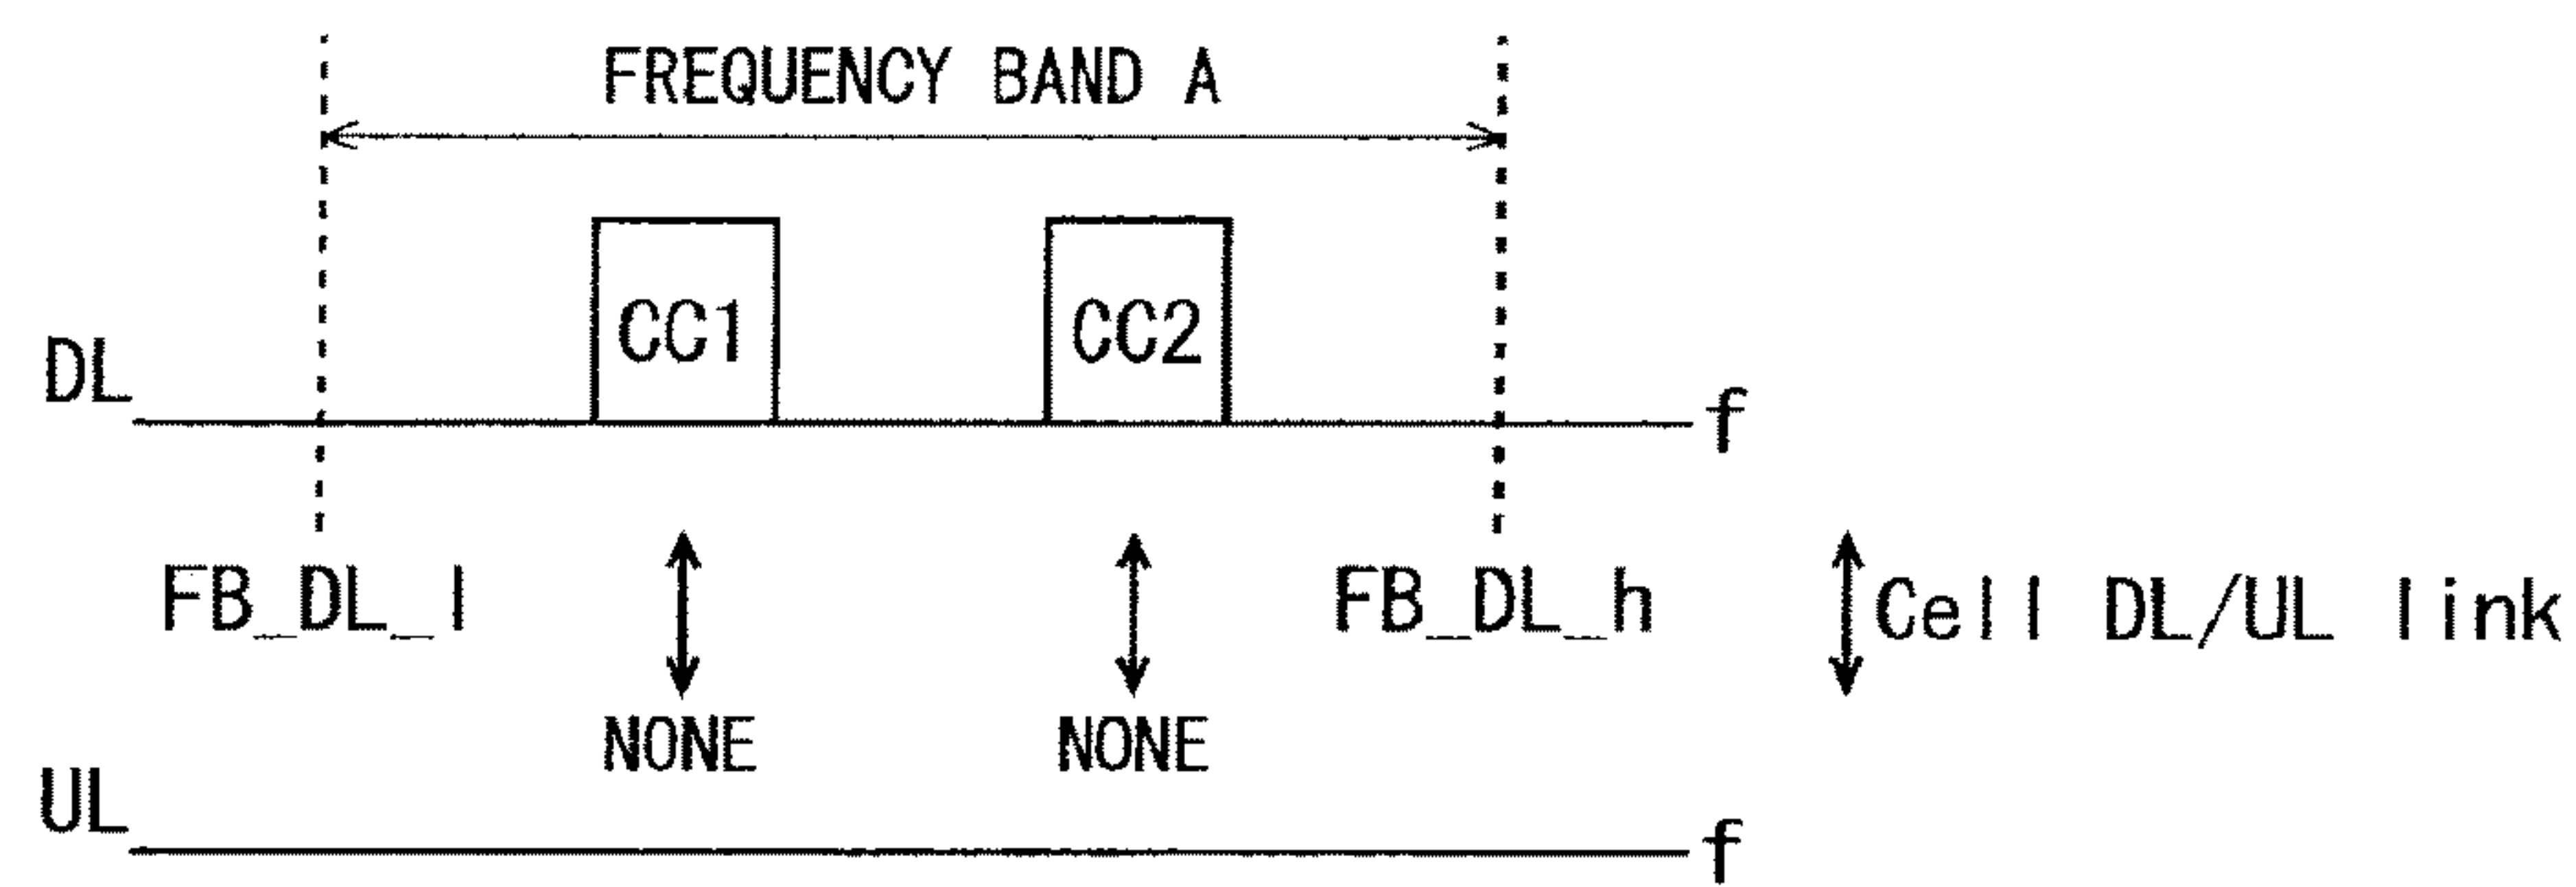 FREQUENCY BAND A
CC1 CC2
DL f
FB_DL_l FB_DL_h Cell DL/UL link
NONE NONE
UL f